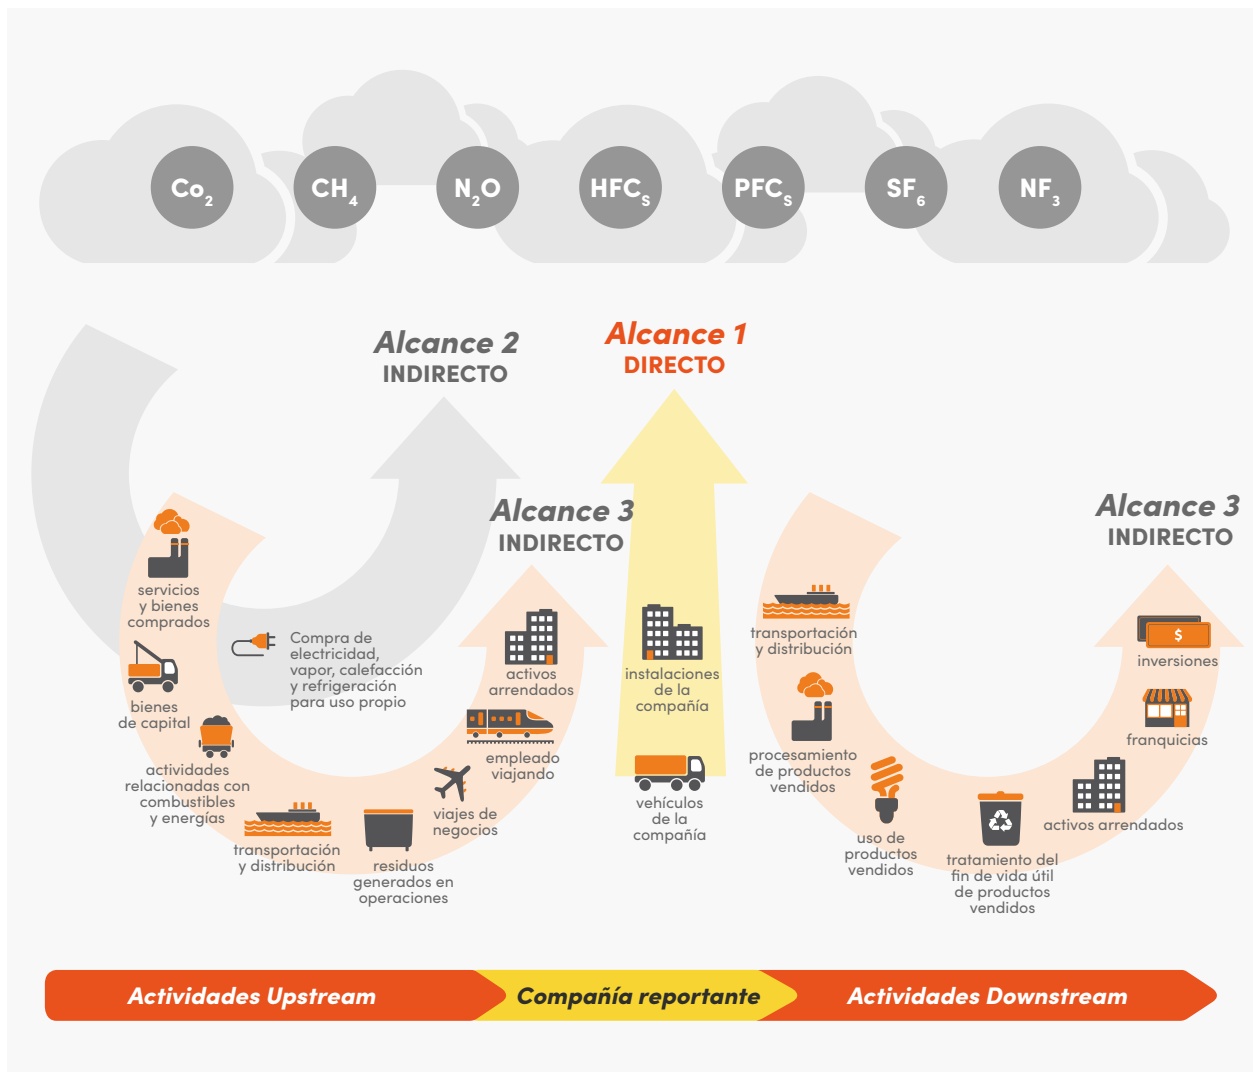 Co2
CH4
N2O
HFCS
PFCS
SF6
NF3
Alcance 2
INDIRECTO
Alcance 1
DIRECTO
Alcance 3
INDIRECTO
Alcance 3
INDIRECTO
servicios
y bienes
comprados
bienes
de capital
actividades
relacionadas con
combustibles
y energías
transportación
y distribución
residuos
generados en
operaciones
viajes de
negocios
empleado
viajando
activos
arrendados
Compra de
electricidad,
vapor, calefacción
y refrigeración
para uso propio
instalaciones
de la
compañía
vehículos
de la
compañía
transportación
y distribución
procesamiento
de productos
vendidos
uso de
productos
vendidos
tratamiento del
fin de vida útil
de productos
vendidos
activos arrendados
franquicias
$
inversiones
Actividades Upstream
Compañía reportante
Actividades Downstream